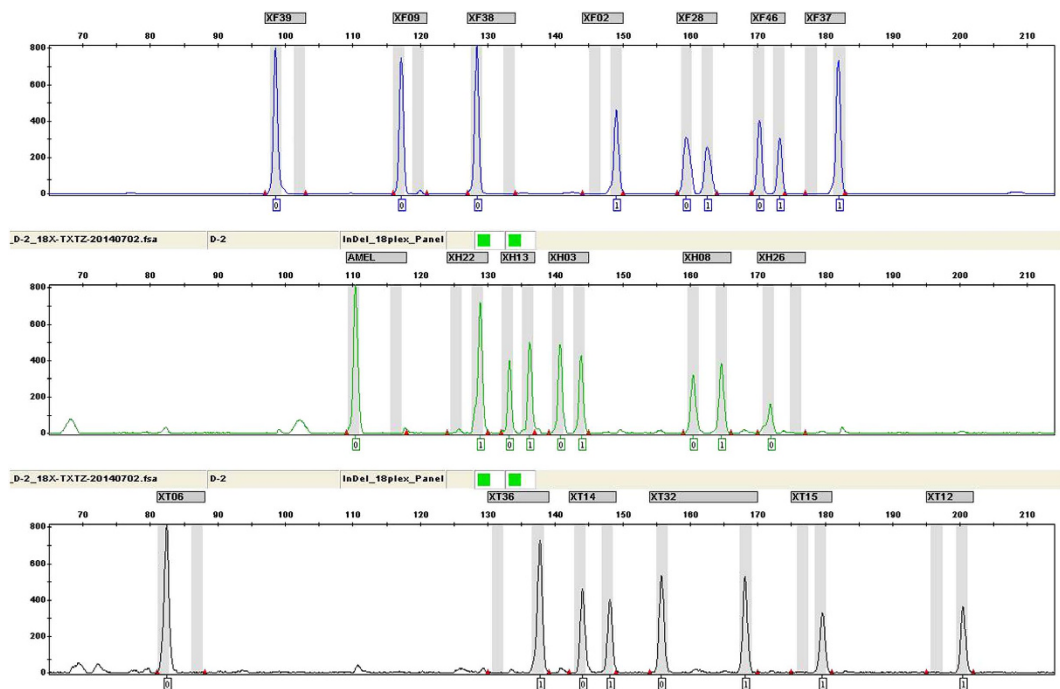 XF39 XF09 XF38 XF02 XF28 XF46 XF37
70 80 90 100 110 120 130 140 150 160 170 180 190 200 210
800
600
400
200
0
0 0 0 1 0 1 0 1 1
_D-2_18X-TXTZ-20140702.fsa D-2 InDel_18plex_Panel
AMEL XH22 XH13 XH03 XH08 XH26
70 80 90 100 110 120 130 140 150 160 170 180 190 200 210
800
600
400
200
0
0 1 0 1 0 1 0 1 0
_D-2_18X-TXTZ-20140702.fsa D-2 InDel_18plex_Panel
XT06 XT36 XT14 XT32 XT15 XT12
70 80 90 100 110 120 130 140 150 160 170 180 190 200 210
800
600
400
200
0
0 1 0 1 0 1 1 1